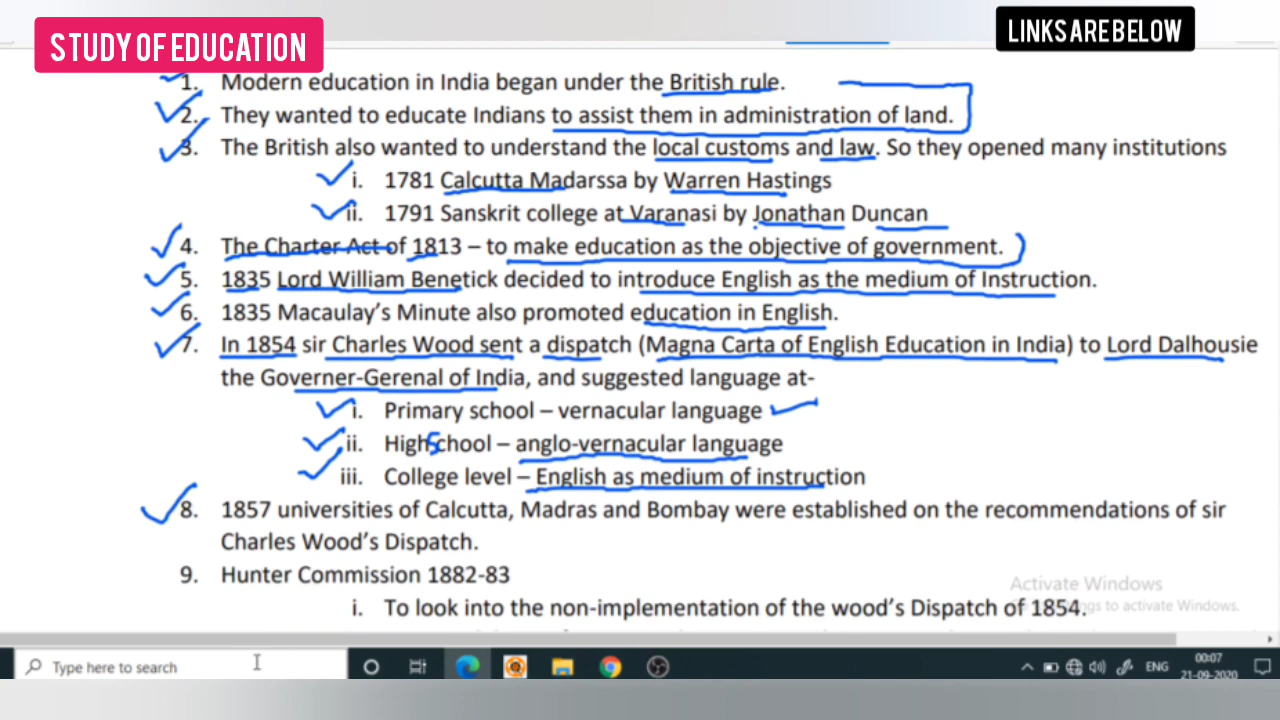 STUDY OF EDUCATION
LINKS ARE BELOW
1. Modern education in India began under the British rule.
2. They wanted to educate Indians to assist them in administration of land.
3. The British also wanted to understand the local customs and law. So they opened many institutions
i. 1781 Calcutta Madarssa by Warren Hastings
ii. 1791 Sanskrit college at Varanasi by Jonathan Duncan
4. The Charter Act of 1813 – to make education as the objective of government.
5. 1835 Lord William Benetick decided to introduce English as the medium of Instruction.
6. 1835 Macaulay's Minute also promoted education in English.
7. In 1854 sir Charles Wood sent a dispatch (Magna Carta of English Education in India) to Lord Dalhousie
the Governer-Gerenal of India, and suggested language at-
i. Primary school – vernacular language
ii. High school – anglo-vernacular language
iii. College level – English as medium of instruction
8. 1857 universities of Calcutta, Madras and Bombay were established on the recommendations of sir
Charles Wood's Dispatch.
9. Hunter Commission 1882-83
Activate Windows
i. To look into the non-implementation of the wood's Dispatch of 1854.
to activate Windows.
Type here to search
ENG
00:07
21-09-2020